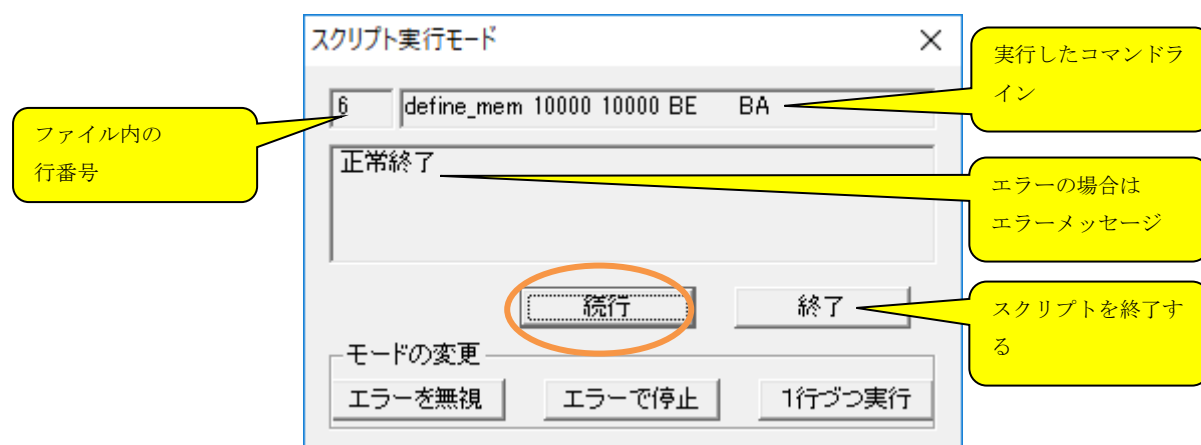 スクリプト実行モード
実行したコマンドラ
イン
6 define_mem 10000 10000 BE BA
ファイル内の
行番号
正常終了
エラーの場合は
エラーメッセージ
続行 終了
スクリプトを終了す
る
モードの変更
エラーを無視 エラーで停止 1行づつ実行